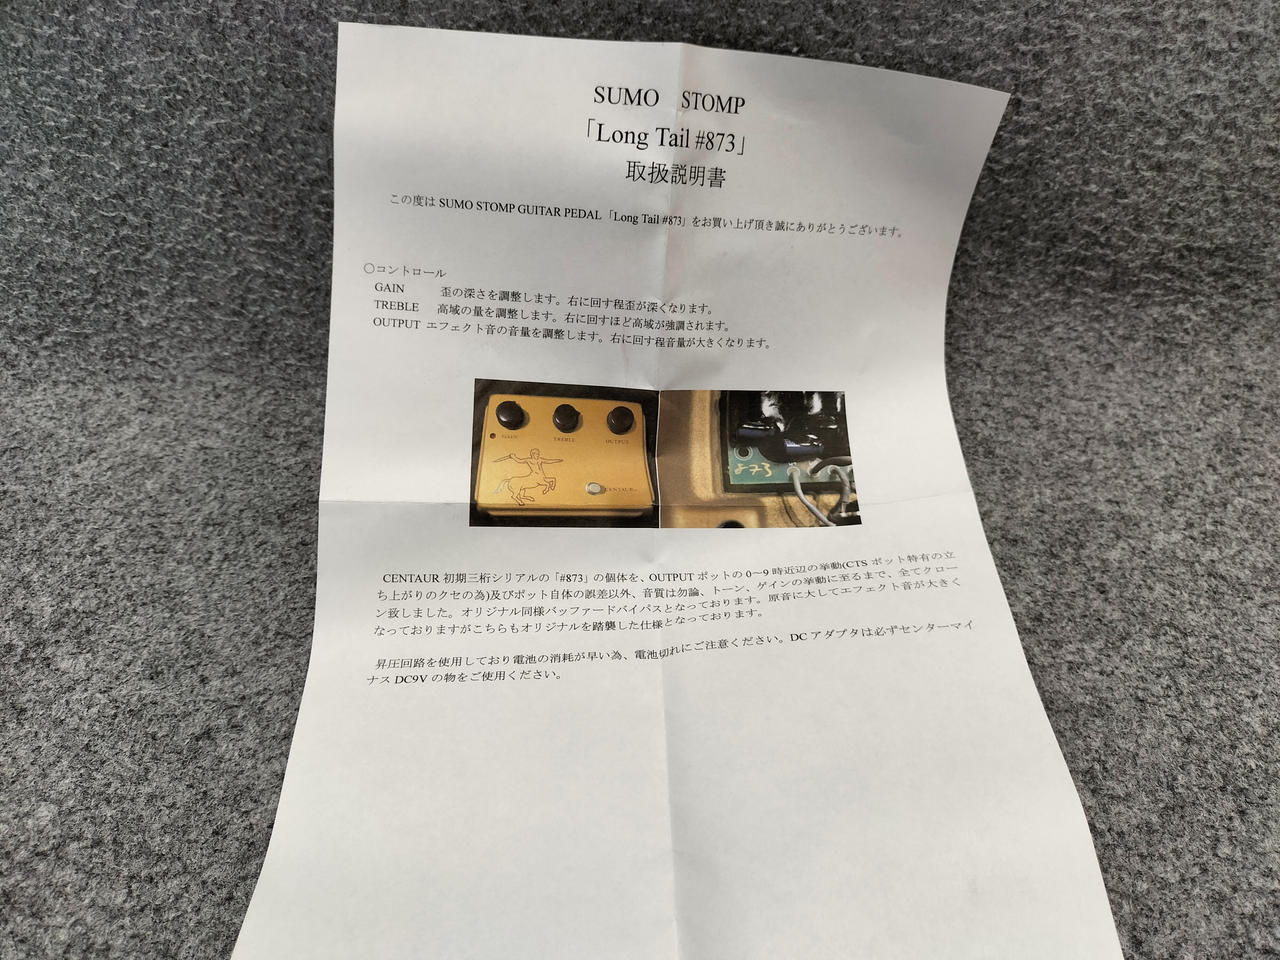 SUMO STOMP
「Long Tail #873」
取扱説明書
この度は SUMO STOMP GUITAR PEDAL「Long Tail #873」をお買い上げ頂き誠にありがとうございます。
〇コントロール
GAIN 歪の深さを調整します。右に回す程歪が深くなります。
TREBLE 高域の量を調整します。右に回すほど高域が強調されます。
OUTPUT エフェクト音の音量を調整します。右に回す程音量が大きくなります。
GAIN TREBLE OUTPUT
CENTAUR
873
CENTAUR 初期三桁シリアルの「#873」の個体を、OUTPUT ポットの 0～9 時近辺の挙動(CTS ポット特有の立
ち上がりのクセの為)及びポット自体の誤差以外、音質は勿論、トーン、ゲインの挙動に至るまで、全てクロー
ン致しました。オリジナル同様バッファードバイパスとなっております。原音に大してエフェクト音が大きく
なっておりますがこちらもオリジナルを踏襲した仕様となっております。
昇圧回路を使用しており電池の消耗が早い為、電池切れにご注意ください。DC アダプタは必ずセンターマイ
ナス DC9V の物をご使用ください。